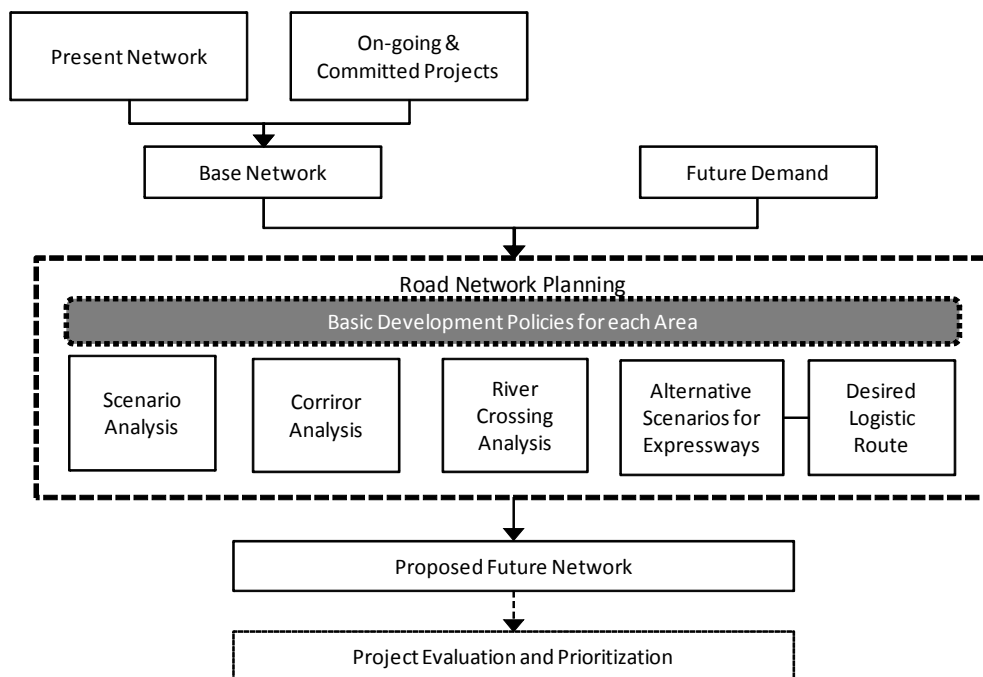 Present Network
On-going &
Committed Projects
Base Network
Future Demand
Road Network Planning
Basic Development Policies for each Area
Scenario
Analysis
Corriror
Analysis
River
Crossing
Analysis
Alternative
Scenarios for
Expressways
Desired
Logistic
Route
Proposed Future Network
Project Evaluation and Prioritization